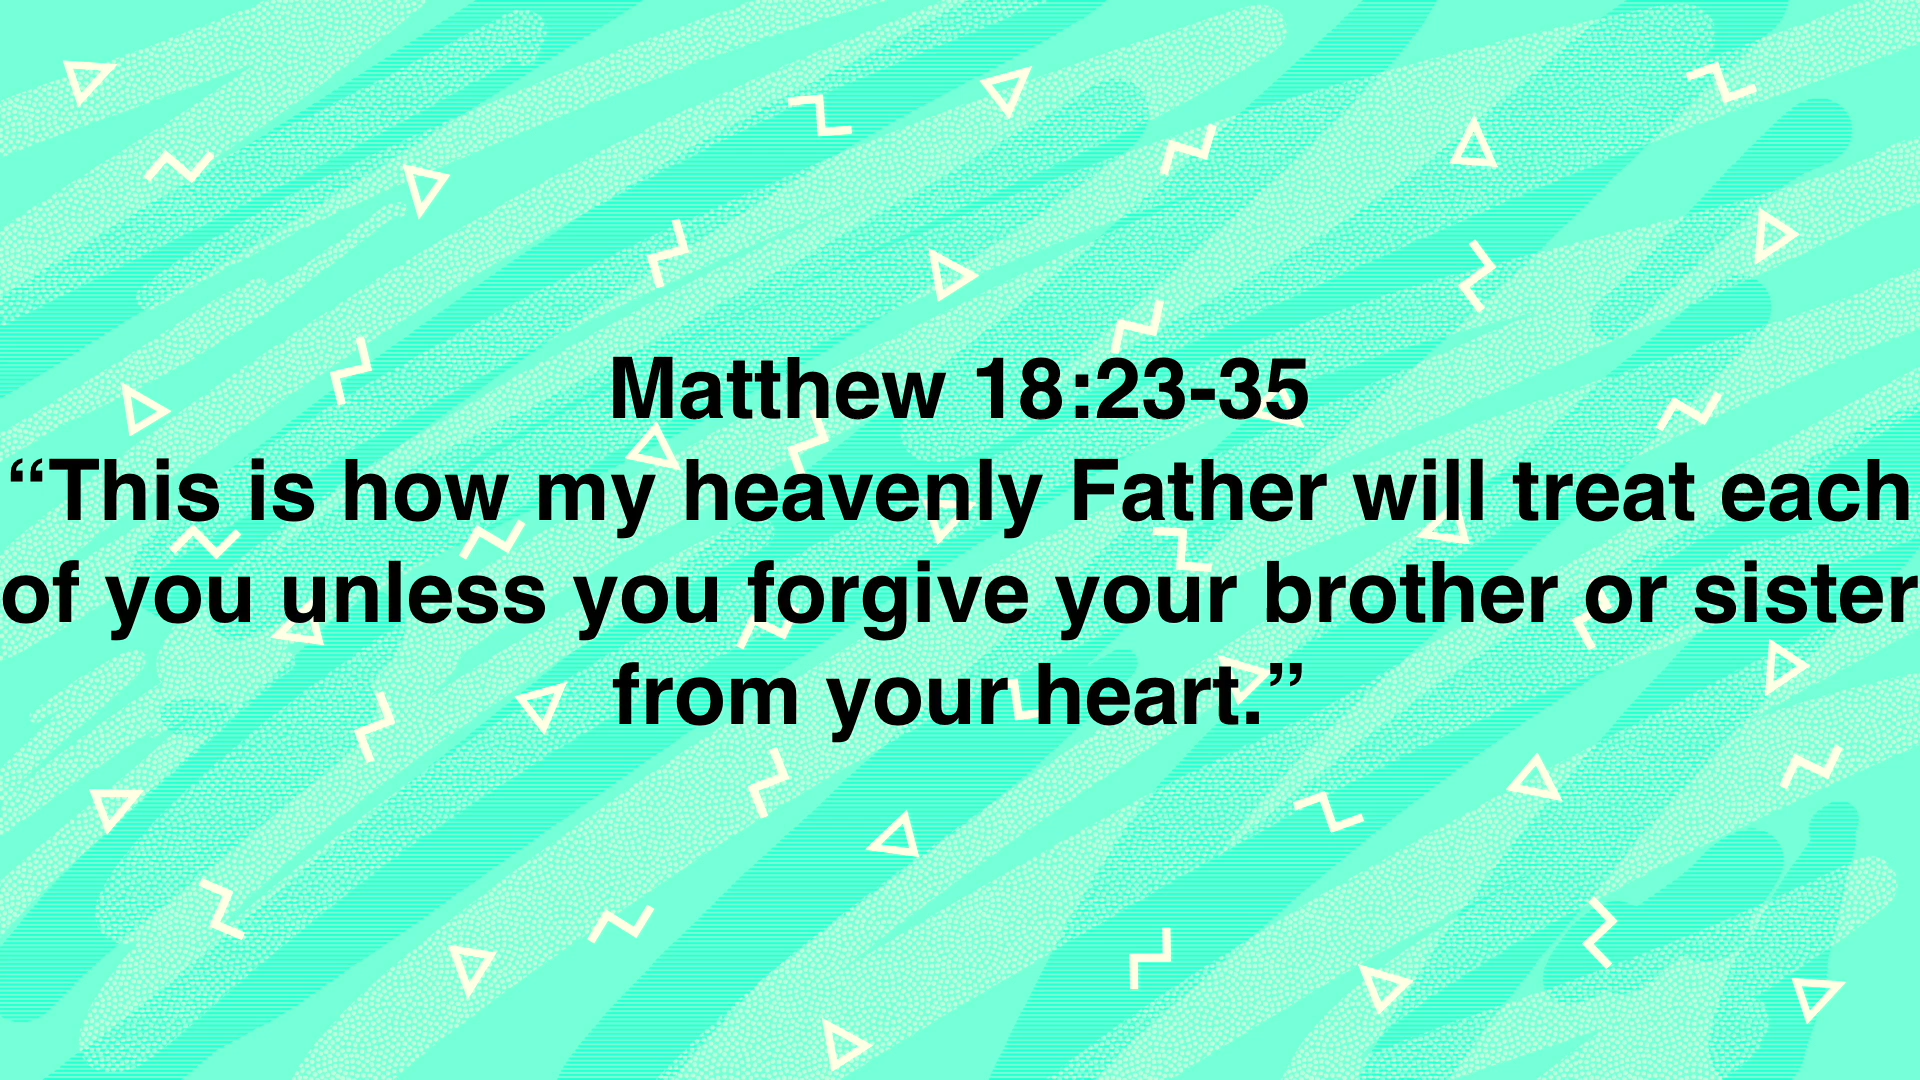 Matthew 18:23-35
“This is how my heavenly Father will treat each
of you unless you forgive your brother or sister
from your heart.”